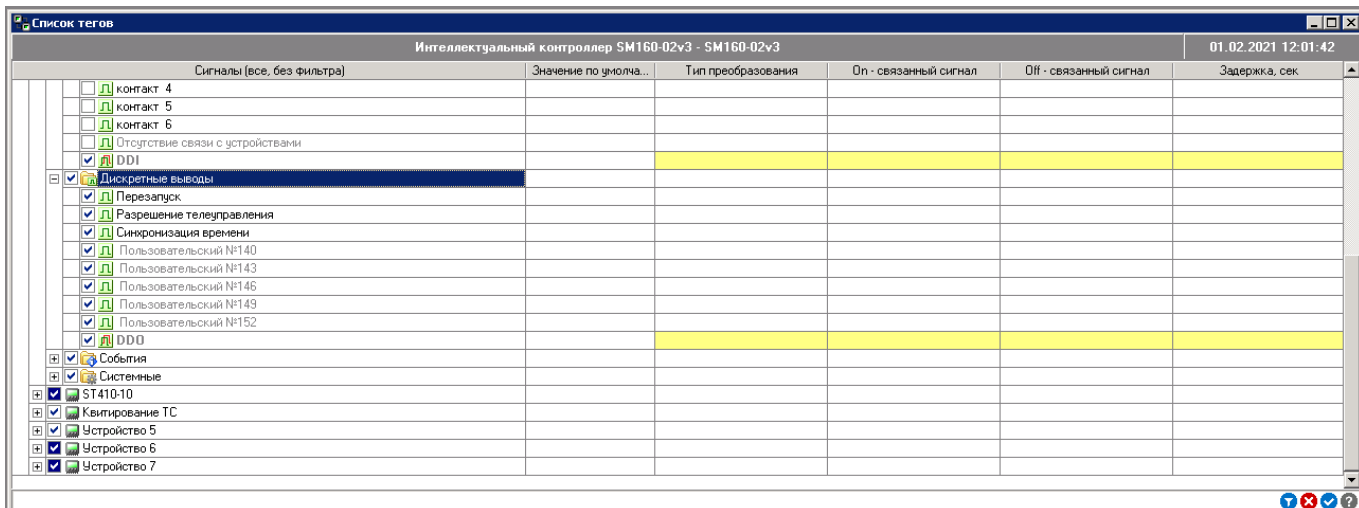 Список тегов
Интеллектуальный контроллер SM160-02v3 - SM160-02v3 01.02.2021 12:01:42
Сигналы (все, без фильтра) Значение по умолча... Тип преобразования On - связанный сигнал Off - связанный сигнал Задержка, сек
контакт 4
контакт 5
контакт 6
Отсутствие связи с устройствами
DDI
Дискретные выводы
Перезапуск
Разрешение телеуправления
Синхронизация времени
Пользовательский №140
Пользовательский №143
Пользовательский №146
Пользовательский №149
Пользовательский №152
DDO
События
Системные
ST410-10
Квитирование ТС
Устройство 5
Устройство 6
Устройство 7